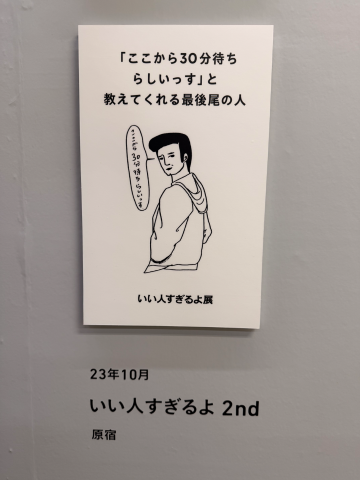 「ここから30分待ち
らしいっす」と
教えてくれる最後尾の人
ここから30分待ちらしいっす
いい人すぎるよ展
23年10月
いい人すぎるよ 2nd
原宿